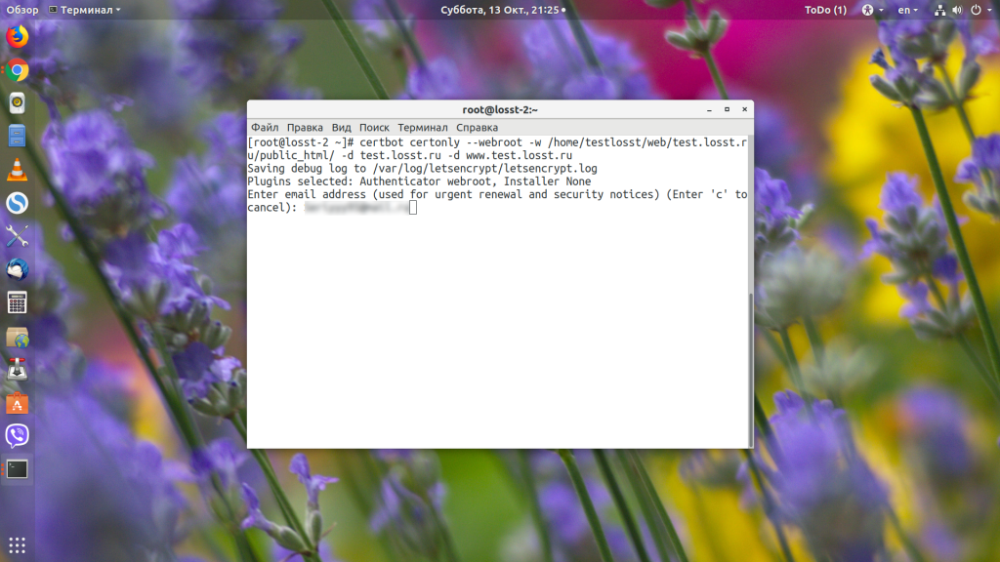 Обзор
Терминал
Суббота, 13 Окт., 21:25
ToDo (1)
en
root@losst-2:~
Файл Правка Вид Поиск Терминал Справка
[root@losst-2 ~]# certbot certonly --webroot -w /home/testlosst/web/test.losst.r
u/public_html/ -d test.losst.ru -d www.test.losst.ru
Saving debug log to /var/log/letsencrypt/letsencrypt.log
Plugins selected: Authenticator webroot, Installer None
Enter email address (used for urgent renewal and security notices) (Enter 'c' to
cancel):